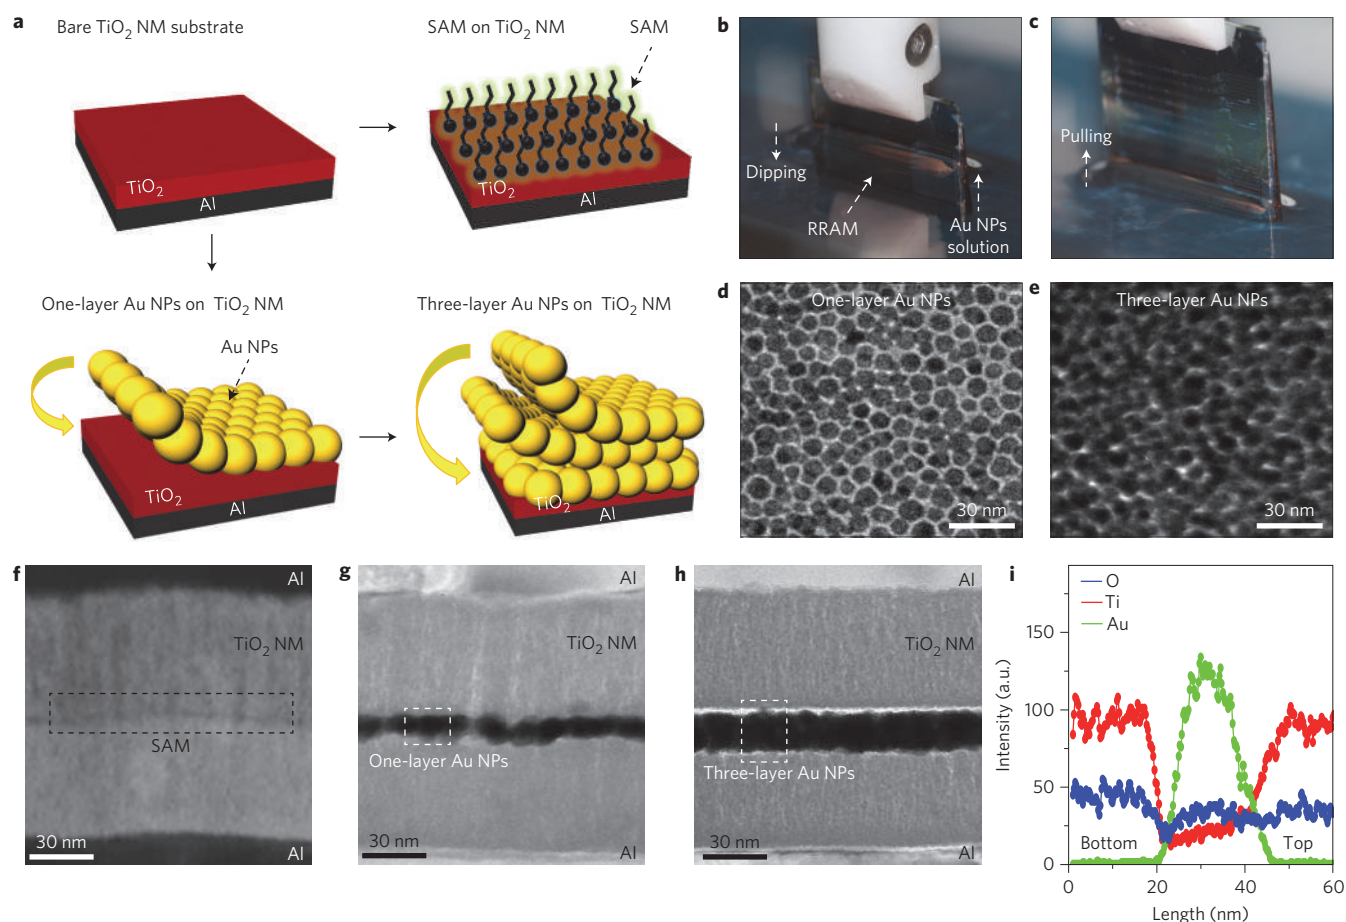 a
Bare TiO2 NM substrate
SAM on TiO2 NM
SAM
TiO2
Al
TiO2
Al
One-layer Au NPs on TiO2 NM
Three-layer Au NPs on TiO2 NM
Au NPs
TiO2
Al
TiO2
Al
b
Dipping
RRAM
Au NPs
solution
c
Pulling
d
One-layer Au NPs
30 nm
e
Three-layer Au NPs
30 nm
f
Al
TiO2 NM
SAM
30 nm
Al
g
Al
TiO2 NM
One-layer Au NPs
30 nm
Al
h
Al
TiO2 NM
Three-layer Au NPs
30 nm
Al
i
O
Ti
Au
150
100
50
0
Intensity (a.u.)
Bottom
Top
0
20
40
60
Length (nm)